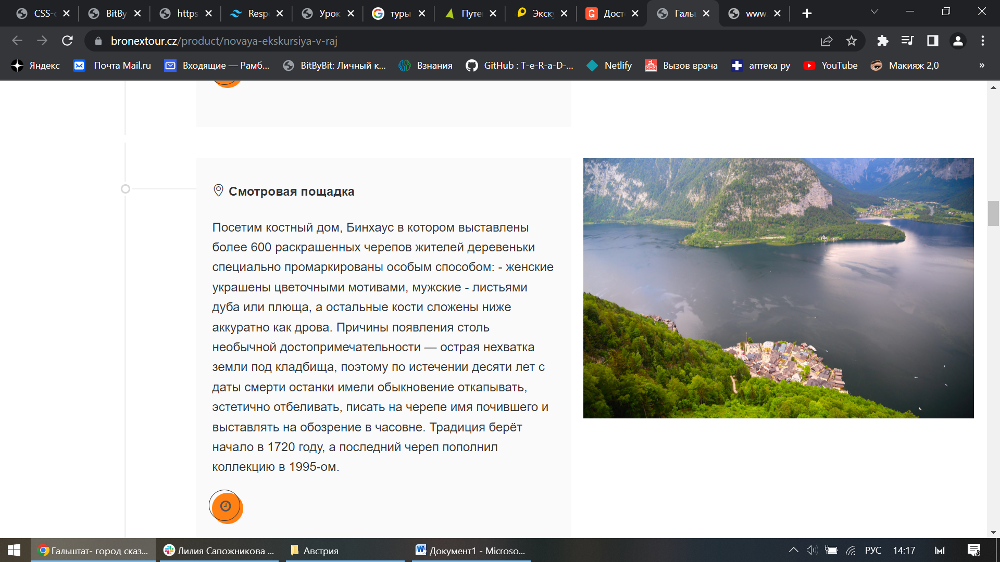 CSS-
BitBy
https
Resp
Урок
туры
Путе
Экску
Дост
Галь
www.
bronextour.cz/product/novaya-ekskursiya-v-raj
Яндекс
Почта Mail.ru
Входящие — Рамб...
BitByBit: Личный к...
Взнания
GitHub : T-e-R-a-D-...
Netlify
Вызов врача
аптека ру
YouTube
Макияж 2,0
»
Смотровая пощадка
Посетим костный дом, Бинхаус в котором выставлены
более 600 раскрашенных черепов жителей деревеньки
специально промаркированы особым способом: - женские
украшены цветочными мотивами, мужские - листьями
дуба или плюща, а остальные кости сложены ниже
аккуратно как дрова. Причины появления столь
необычной достопримечательности — острая нехватка
земли под кладбища, поэтому по истечении десяти лет с
даты смерти останки имели обыкновение откапывать,
эстетично отбеливать, писать на черепе имя почившего и
выставлять на обозрение в часовне. Традиция берёт
начало в 1720 году, а последний череп пополнил
коллекцию в 1995-ом.
Гальштат- город сказ...
Лилия Сапожникова ...
Австрия
Документ1 - Microso...
РУС
14:17